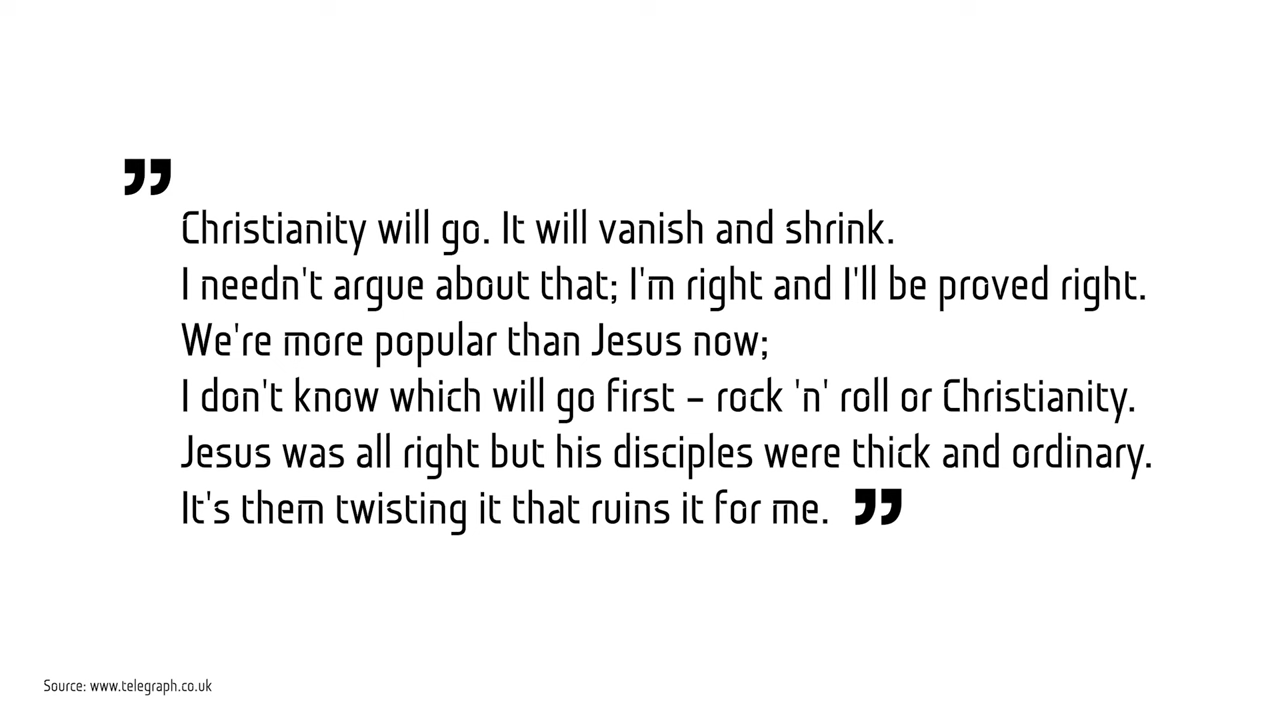 ”
Christianity will go. It will vanish and shrink.
I needn't argue about that; I'm right and I'll be proved right.
We're more popular than Jesus now;
I don't know which will go first – rock 'n' roll or Christianity.
Jesus was all right but his disciples were thick and ordinary.
It's them twisting it that ruins it for me. ”
Source: www.telegraph.co.uk